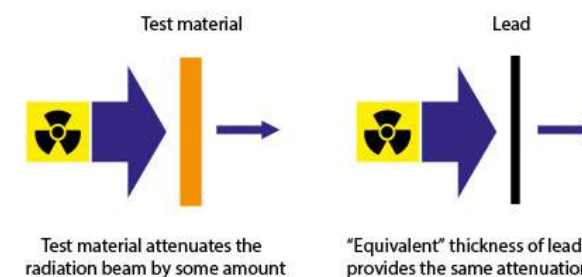 Test material
Lead
Test material attenuates the
radiation beam by some amount
"Equivalent" thickness of lead
provides the same attenuation